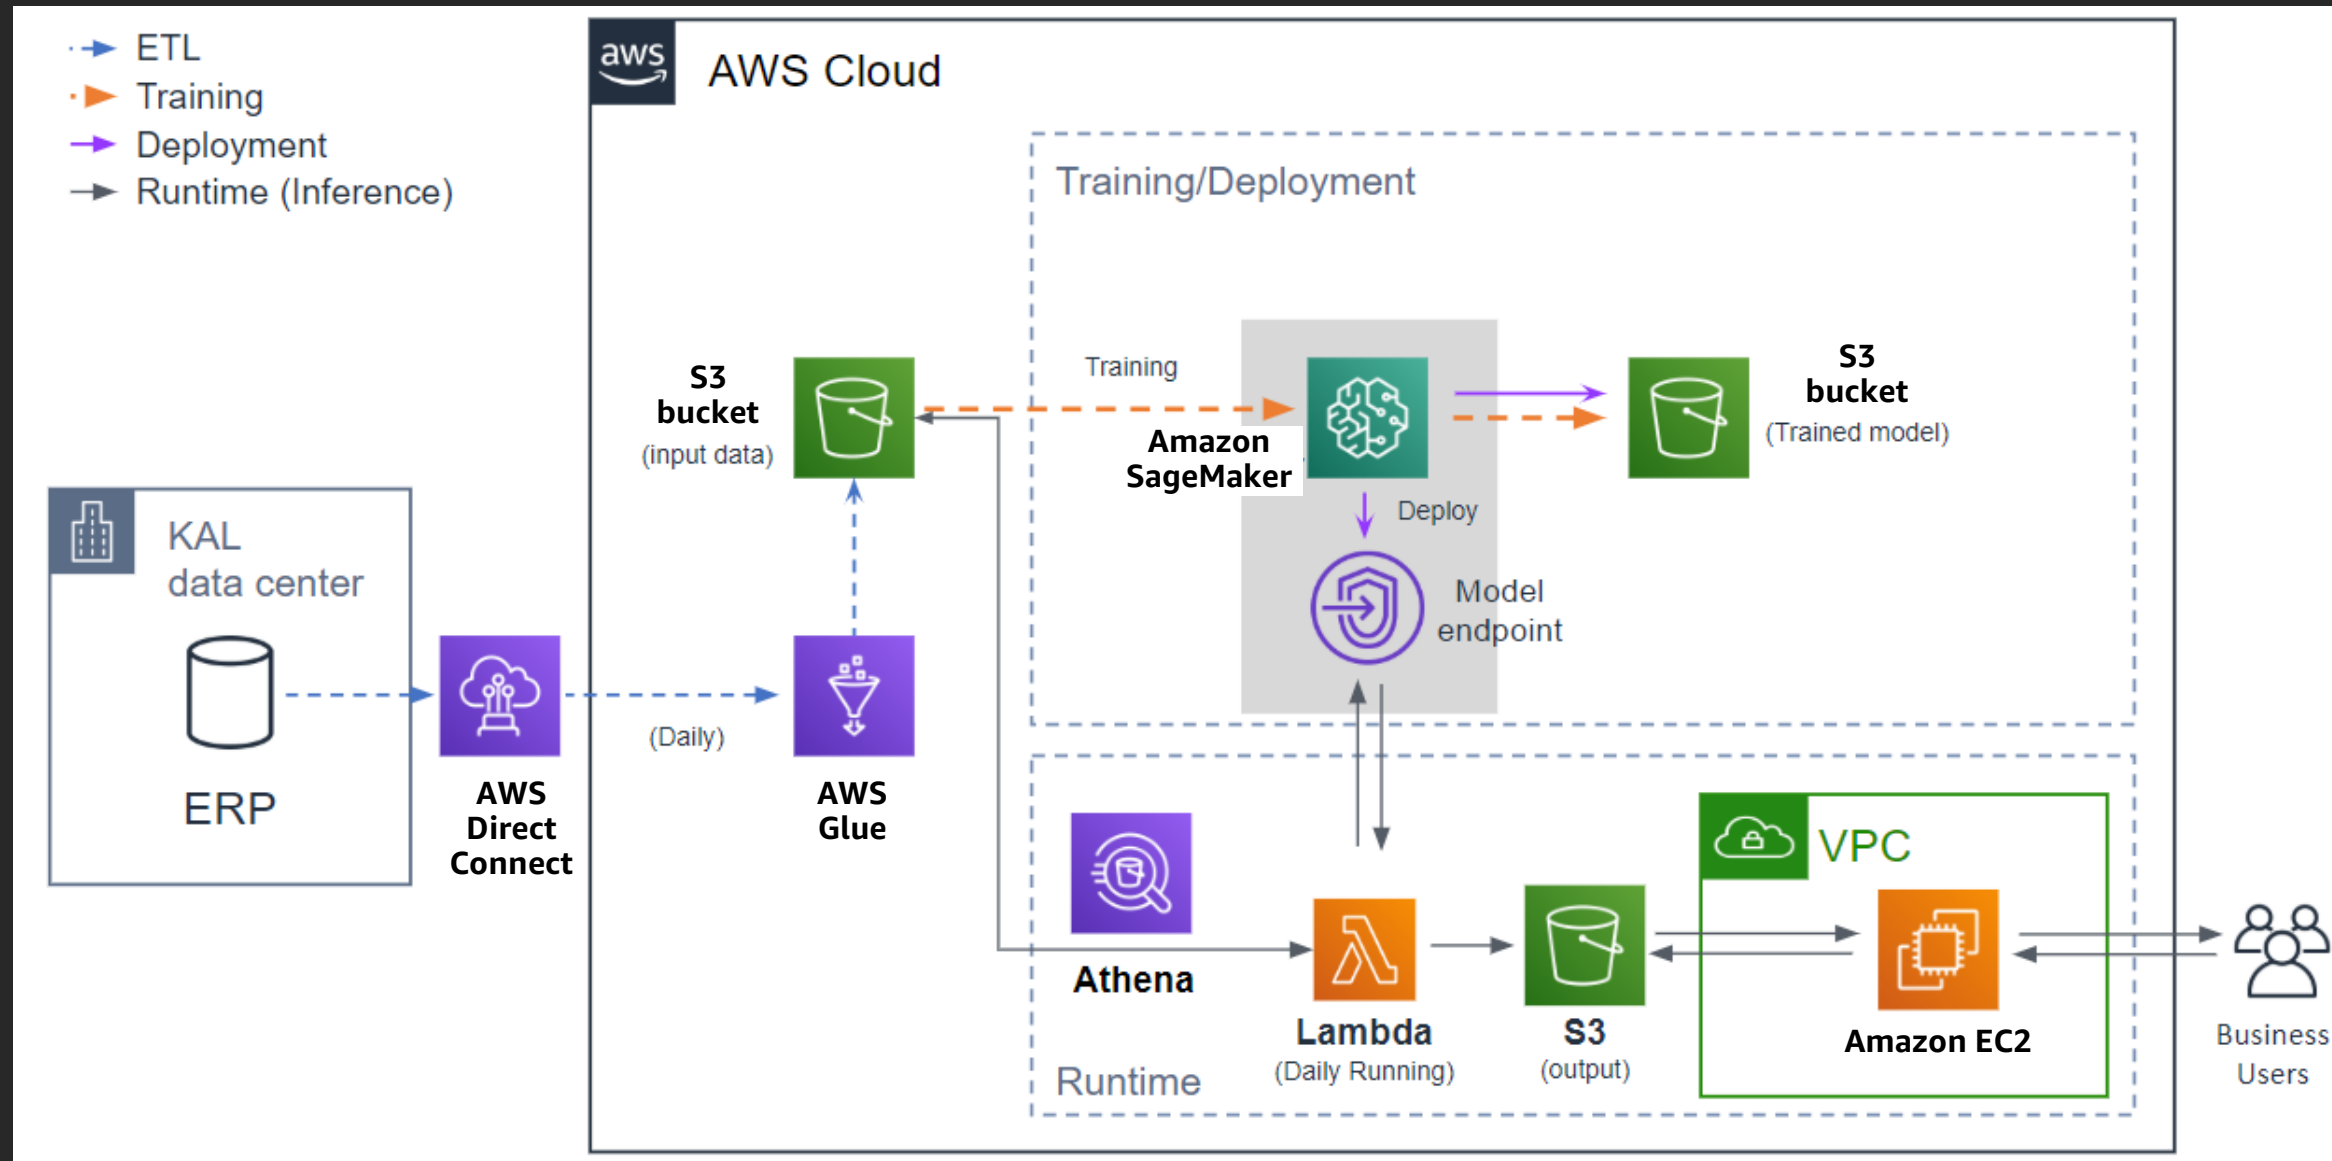 ETL
Training
Deployment
Runtime (Inference)
aws
AWS Cloud
Training/Deployment
Training
S3
bucket
(input data)
Amazon
SageMaker
S3
bucket
(Trained model)
Deploy
Model
endpoint
KAL
data center
ERP
AWS
Direct
Connect
(Daily)
AWS
Glue
Athena
Lambda
(Daily Running)
S3
(output)
VPC
Amazon EC2
Runtime
Business
Users